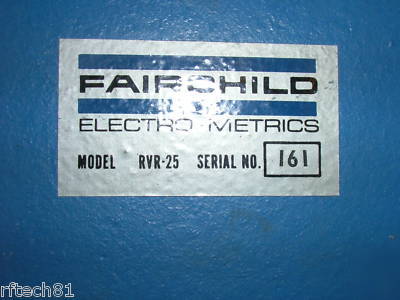 FAIRCHILD
ELECTRO METRICS
MODEL RVR-25 SERIAL NO. 161
rftech81